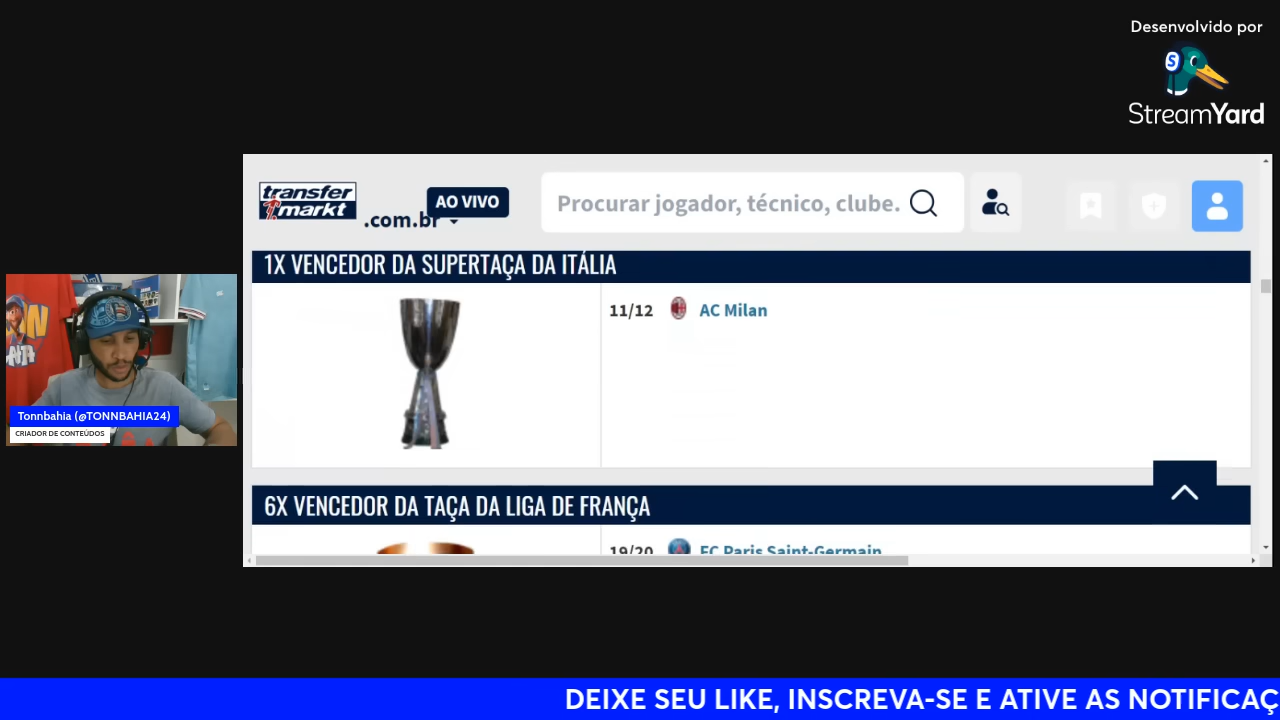 Desenvolvido por
StreamYard
transfer
markt
.com.br
AO VIVO
Procurar jogador, técnico, clube.
1X VENCEDOR DA SUPERTAÇA DA ITÁLIA
11/12 AC Milan
6X VENCEDOR DA TAÇA DA LIGA DE FRANÇA
19/20 FC Paris Saint-Germain
Tonnbahia (@TONNBAHIA24)
CRIADOR DE CONTEÚDOS
DEIXE SEU LIKE, INSCREVA-SE E ATIVE AS NOTIFICAÇ